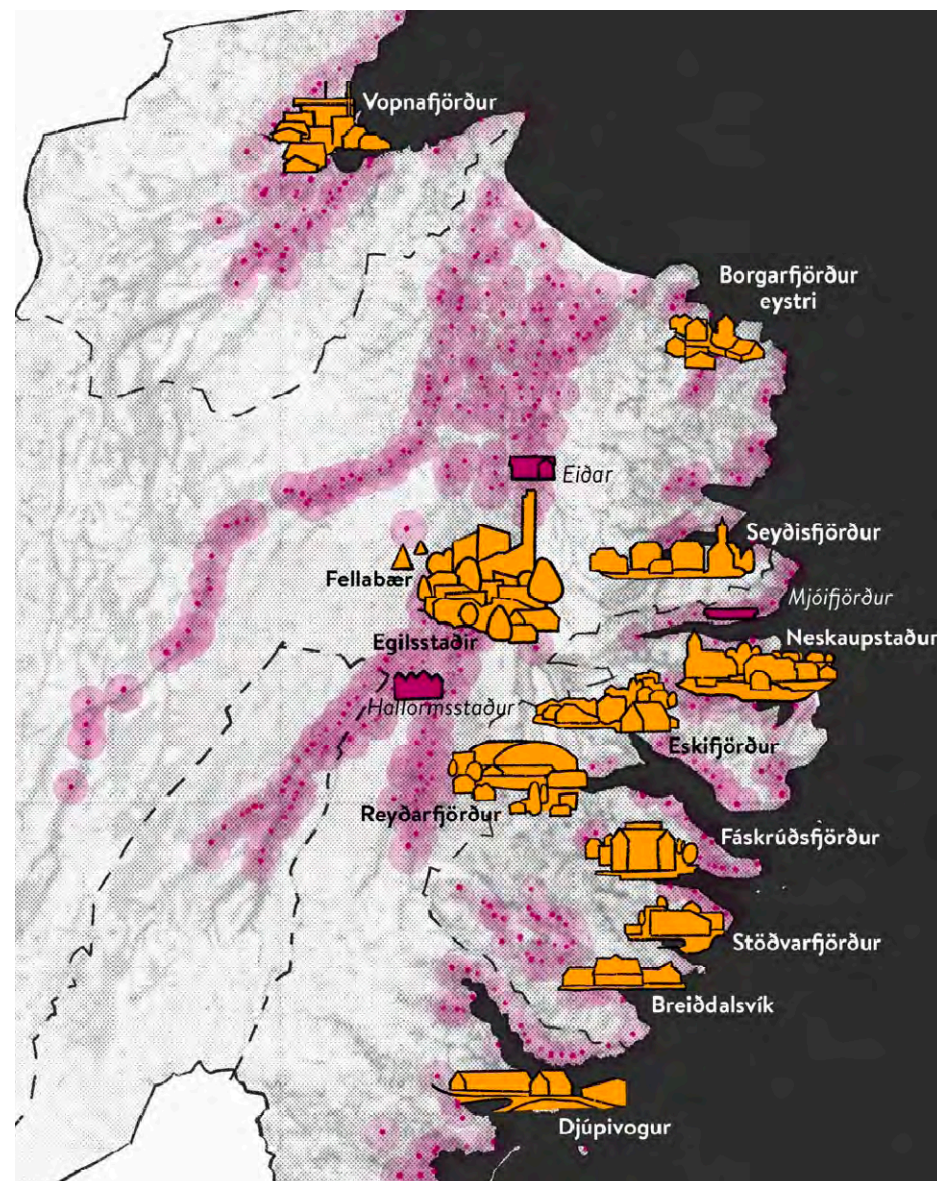 Vopnafjörður
Borgarfjörður
eystri
Eiðar
Seyðisfjörður
Fellabær
Mjóifjörður
Egilsstaðir
Neskaupstaður
Hallormsstaður
Eskifjörður
Reyðarfjörður
Fáskrúðsfjörður
Stöðvarfjörður
Breiðdalsvík
Djúpivogur